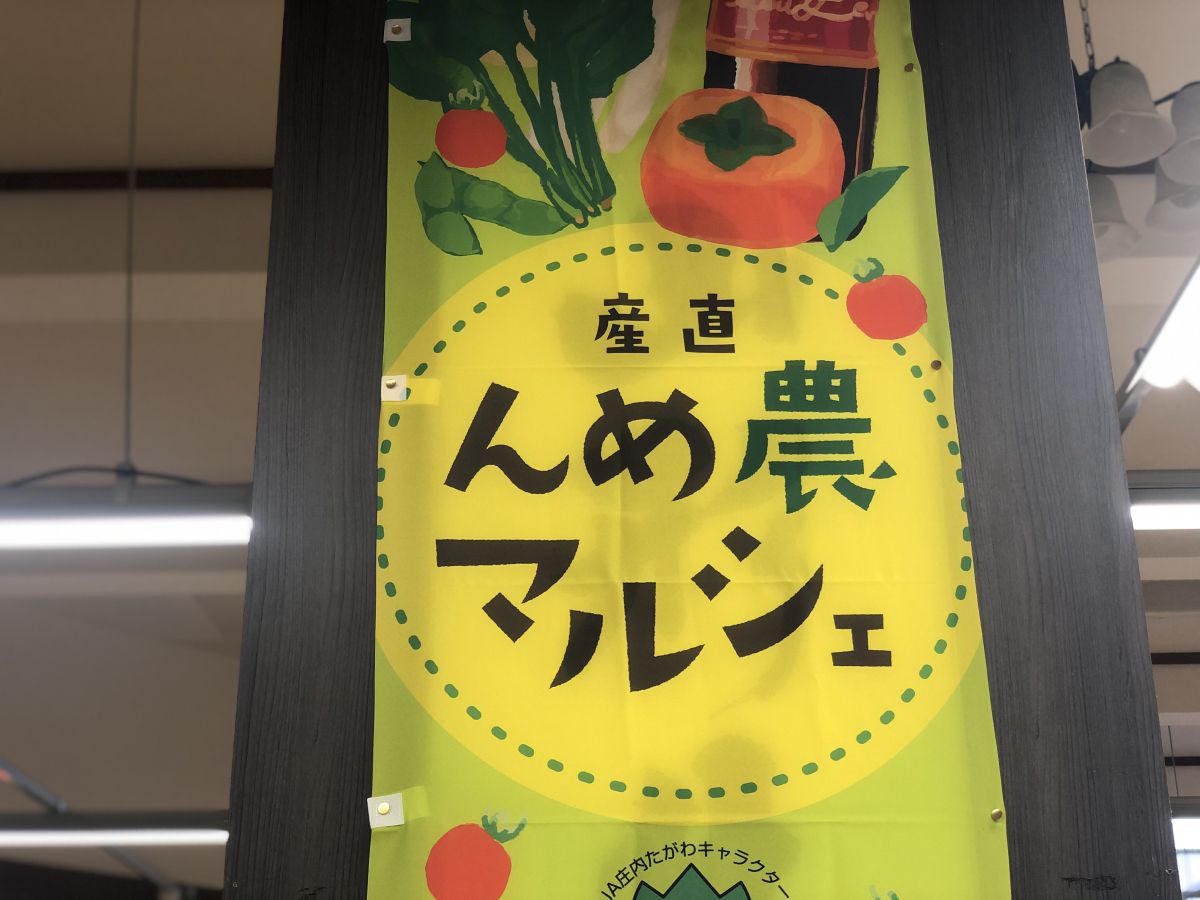 産直
んめ農
マルシェ
JA庄内たがわキャラクター